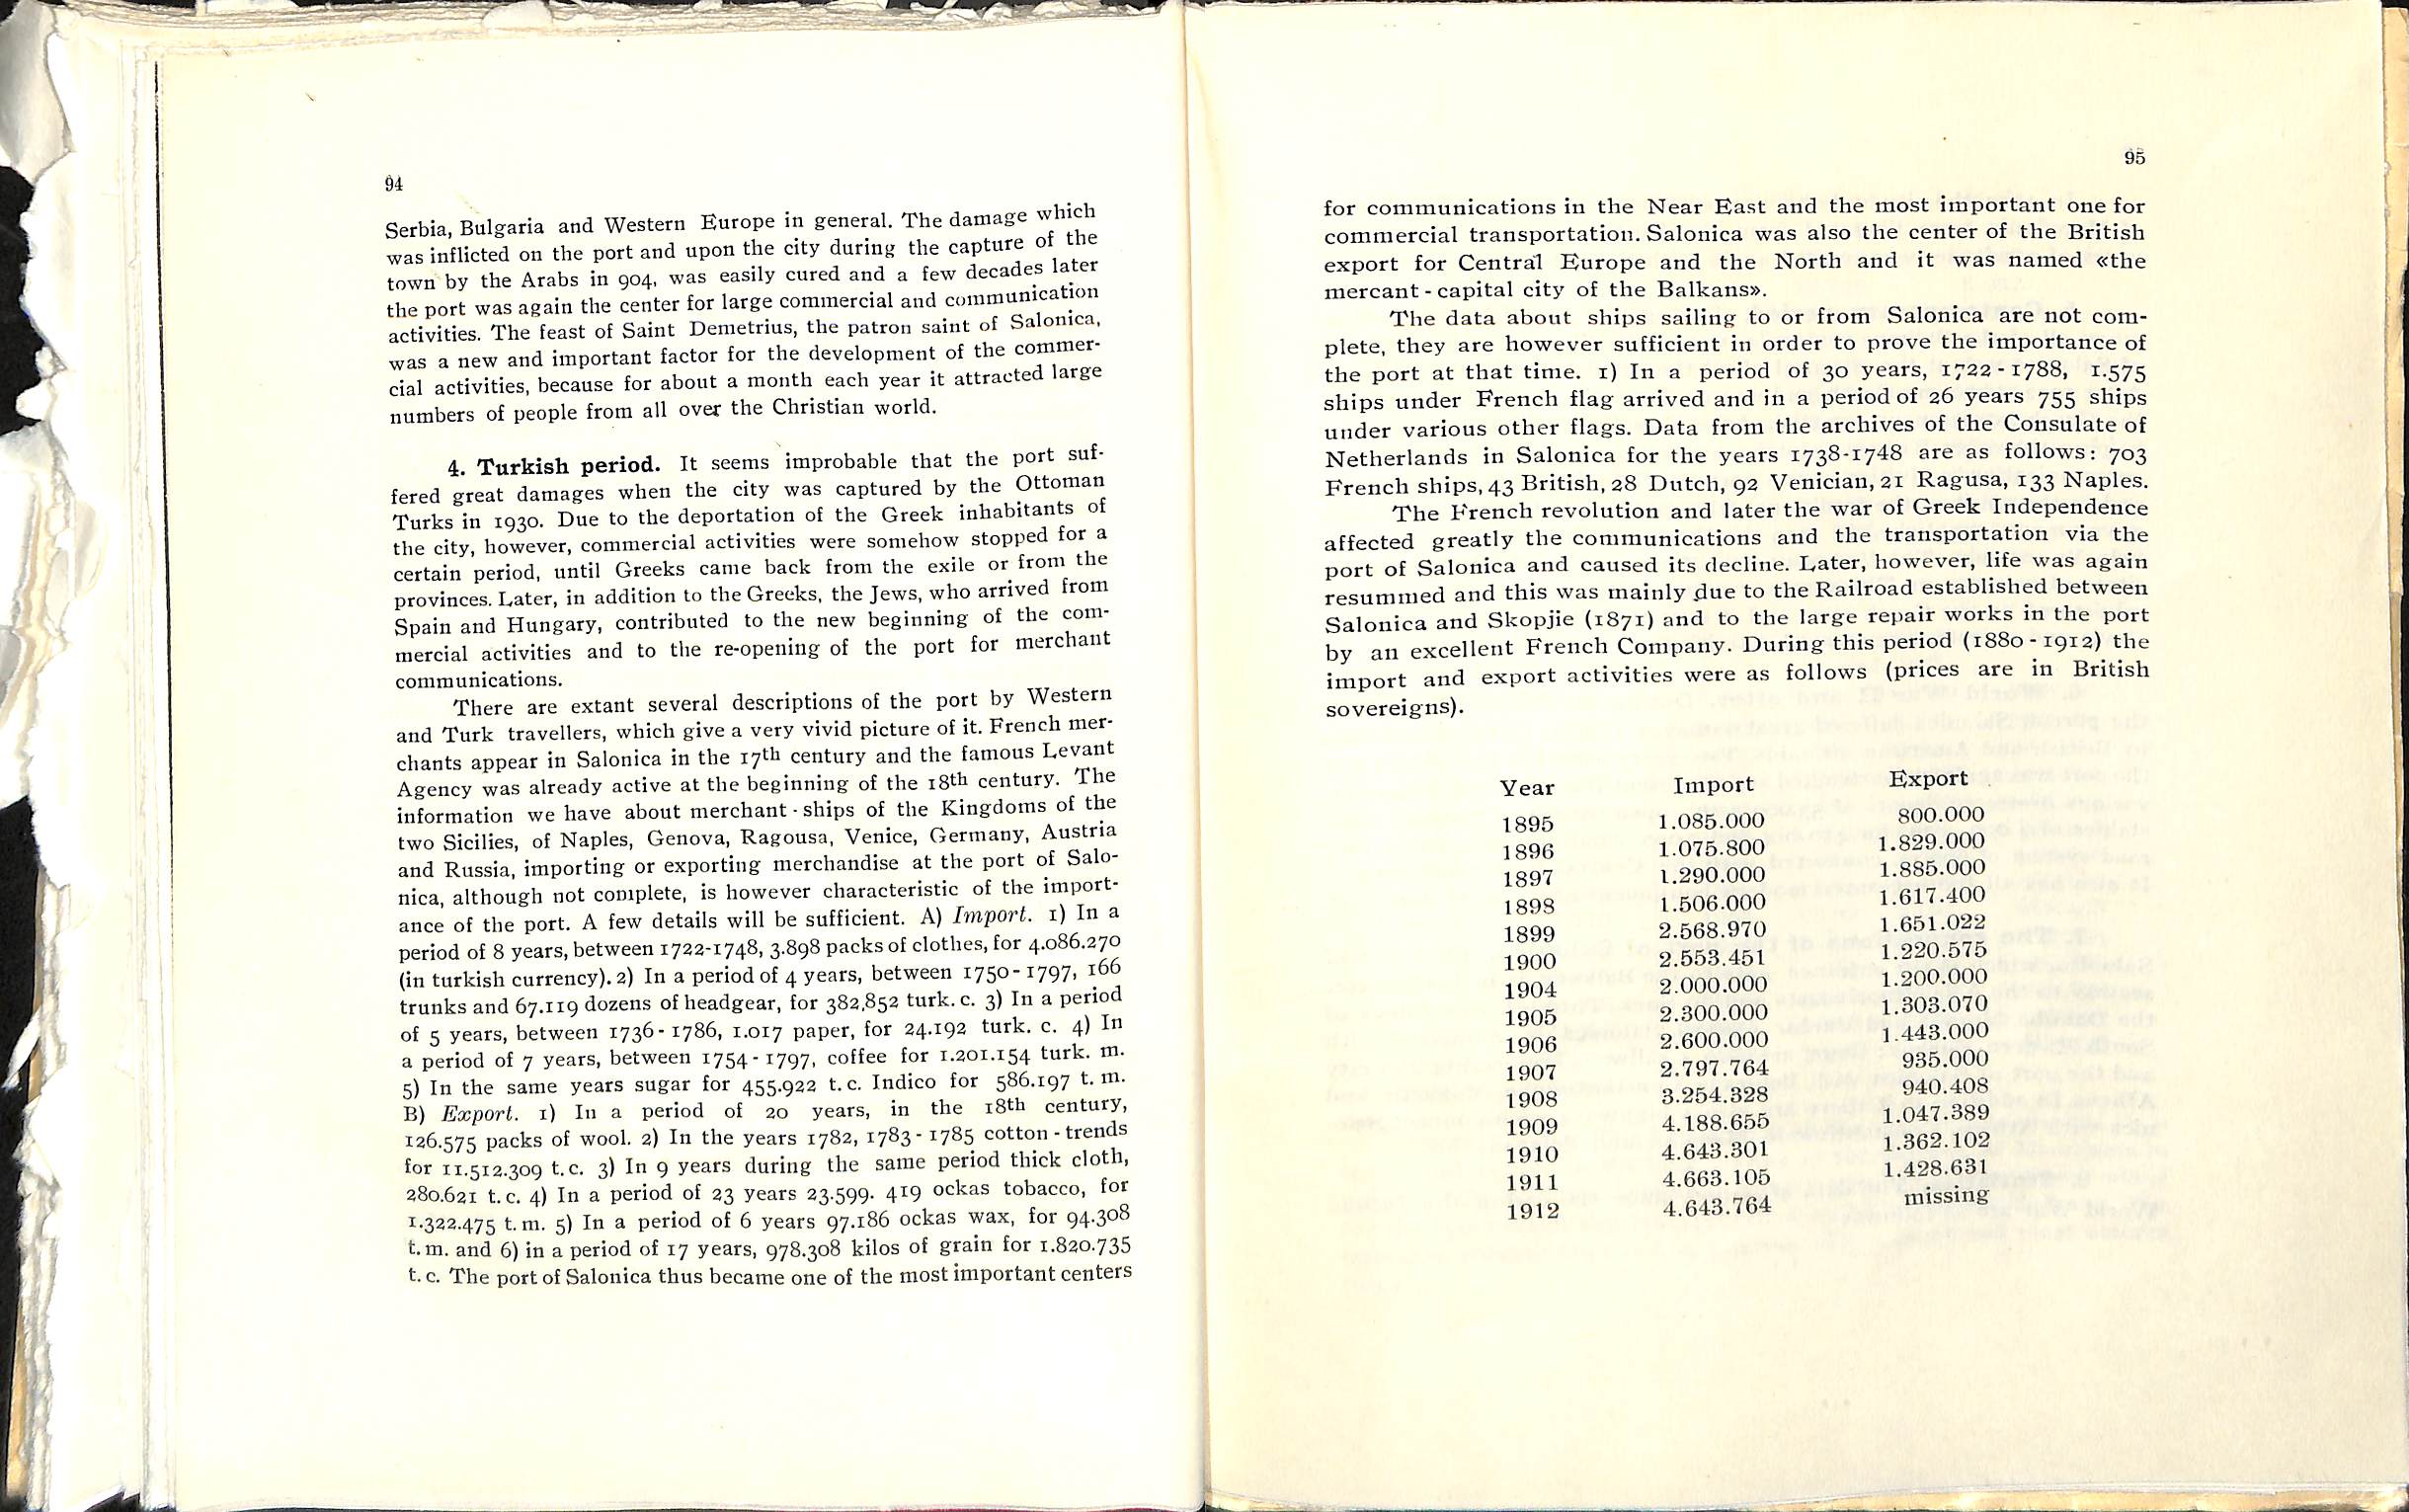 94
Serbia, Bulgaria and Western Europe in general. The damage which
was inflicted on the port and upon the city during the capture of the
town by the Arabs in 904, was easily cured and a few decades later
the port was again the center for large commercial and communication
activities. The feast of Saint Demetrius, the patron saint of Salonica,
was a new and important factor for the development of the commer-
cial activities, because for about a month each year it attracted large
numbers of people from all over the Christian world.
4. Turkish period. It seems improbable that the port suf-
fered great damages when the city was captured by the Ottoman
Turks in 1930. Due to the deportation of the Greek inhabitants of
the city, however, commercial activities were somehow stopped for a
certain period, until Greeks came back from the exile or from the
provinces. Later, in addition to the Greeks, the Jews, who arrived from
Spain and Hungary, contributed to the new beginning of the com-
mercial activities and to the re-opening of the port for merchant
communications.
There are extant several descriptions of the port by Western
and Turk travellers, which give a very vivid picture of it. French mer-
chants appear in Salonica in the 17th century and the famous Levant
Agency was already active at the beginning of the 18th century. The
information we have about merchant - ships of the Kingdoms of the
two Sicilies, of Naples, Genova, Ragousa, Venice, Germany, Austria
and Russia, importing or exporting merchandise at the port of Salo-
nica, although not complete, is however characteristic of the import-
ance of the port. A few details will be sufficient. A) Import. 1) In a
period of 8 years, between 1722-1748, 3.898 packs of clothes, for 4.086.270
(in turkish currency). 2) In a period of 4 years, between 1750 - 1797, 166
trunks and 67.119 dozens of headgear, for 382,852 turk. c. 3) In a period
of 5 years, between 1736 - 1786, 1.017 paper, for 24.192 turk. c. 4) In
a period of 7 years, between 1754 - 1797, coffee for 1.201.154 turk. m.
5) In the same years sugar for 455.922 t. c. Indico for 586.197 t. m.
B) Export. 1) In a period of 20 years, in the 18th century,
126.575 packs of wool. 2) In the years 1782, 1783 - 1785 cotton - trends
for 11.512.309 t. c. 3) In 9 years during the same period thick cloth,
280.621 t. c. 4) In a period of 23 years 23.599. 419 ockas tobacco, for
1.322.475 t. m. 5) In a period of 6 years 97.186 ockas wax, for 94.308
t. m. and 6) in a period of 17 years, 978.308 kilos of grain for 1.820.735
t. c. The port of Salonica thus became one of the most important centers
95
for communications in the Near East and the most important one for
commercial transportation. Salonica was also the center of the British
export for Central Europe and the North and it was named «the
mercant - capital city of the Balkans».
The data about ships sailing to or from Salonica are not com-
plete, they are however sufficient in order to prove the importance of
the port at that time. 1) In a period of 30 years, 1722 - 1788, 1.575
ships under French flag arrived and in a period of 26 years 755 ships
under various other flags. Data from the archives of the Consulate of
Netherlands in Salonica for the years 1738-1748 are as follows: 703
French ships, 43 British, 28 Dutch, 92 Venician, 21 Ragusa, 133 Naples.
The French revolution and later the war of Greek Independence
affected greatly the communications and the transportation via the
port of Salonica and caused its decline. Later, however, life was again
resummed and this was mainly due to the Railroad established between
Salonica and Skopjie (1871) and to the large repair works in the port
by an excellent French Company. During this period (1880 - 1912) the
import and export activities were as follows (prices are in British
sovereigns).
Year Import Export
1895 1.085.000 800.000
1896 1.075.800 1.829.000
1897 1.290.000 1.885.000
1898 1.506.000 1.617.400
1899 2.568.970 1.651.022
1900 2.553.451 1.220.575
1904 2.000.000 1.200.000
1905 2.300.000 1.303.070
1906 2.600.000 1.443.000
1907 2.797.764 935.000
1908 3.254.328 940.408
1909 4.188.655 1.047.389
1910 4.643.301 1.362.102
1911 4.663.105 1.428.631
1912 4.643.764 missing